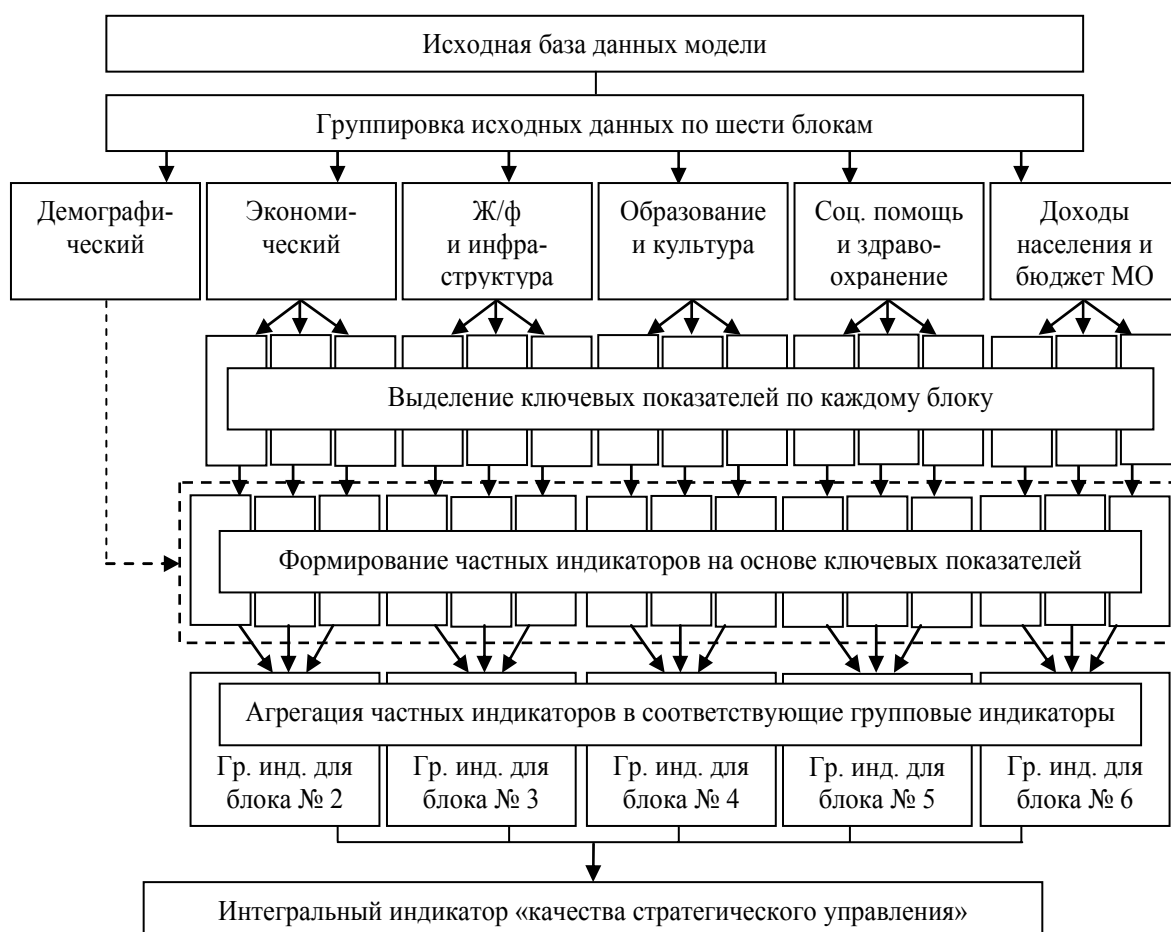 Исходная база данных модели
Группировка исходных данных по шести блокам
Демографи-
ческий
Экономи-
ческий
Ж/ф
и инфра-
структура
Образование
и культура
Соц. помощь
и здраво-
охранение
Доходы
населения и
бюджет МО
Выделение ключевых показателей по каждому блоку
Формирование частных индикаторов на основе ключевых показателей
Агрегация частных индикаторов в соответствующие групповые индикаторы
Гр. инд. для
блока № 2
Гр. инд. для
блока № 3
Гр. инд. для
блока № 4
Гр. инд. для
блока № 5
Гр. инд. для
блока № 6
Интегральный индикатор «качества стратегического управления»